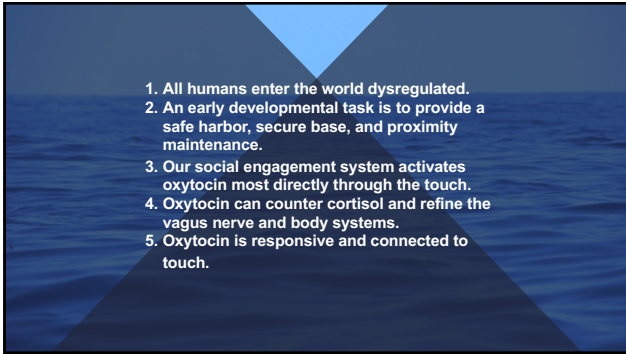 1. All humans enter the world dysregulated.
2. An early developmental task is to provide a
safe harbor, secure base, and proximity
maintenance.
3. Our social engagement system activates
oxytocin most directly through the touch.
4. Oxytocin can counter cortisol and refine the
vagus nerve and body systems.
5. Oxytocin is responsive and connected to
touch.